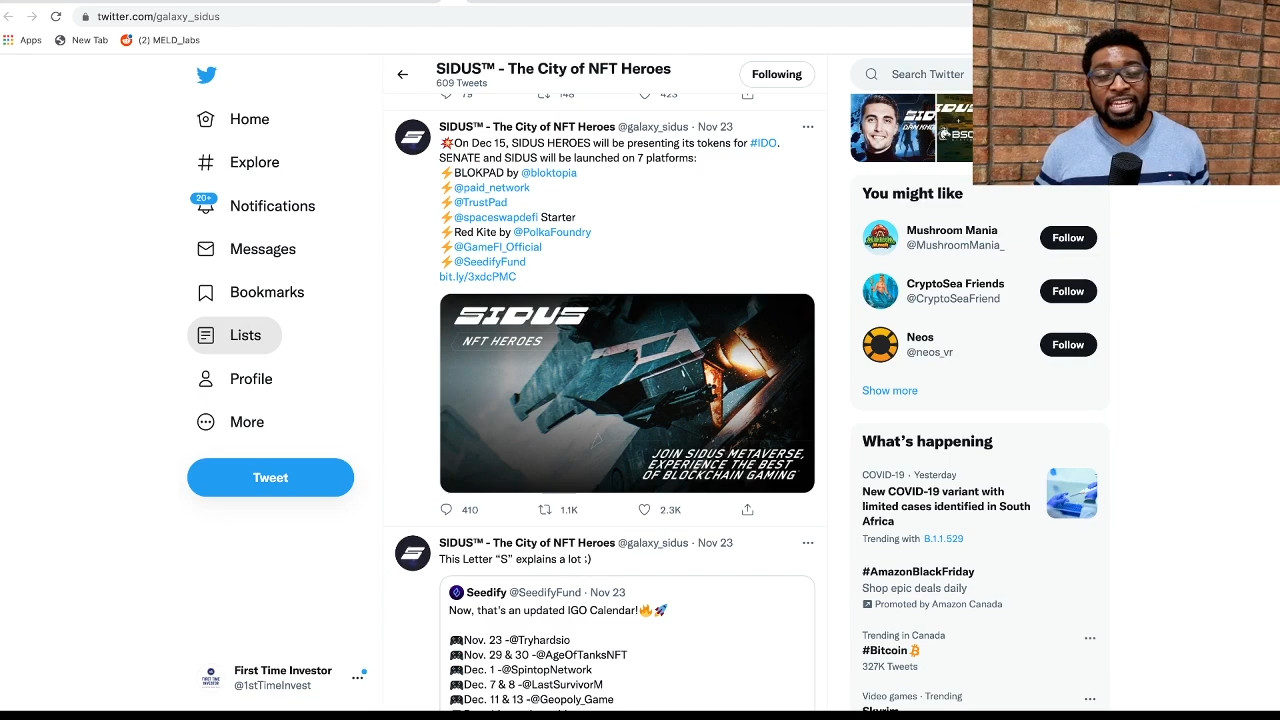 twitter.com/galaxy_sidus
Apps
New Tab
(2) MELD_labs
Home
Explore
20+
Notifications
Messages
Bookmarks
Lists
Profile
More
Tweet
First Time Investor
@1stTimeInvest
SIDUS™ - The City of NFT Heroes
609 Tweets
Following
79 148 423
SIDUS™ - The City of NFT Heroes @galaxy_sidus · Nov 23
💥On Dec 15, SIDUS HEROES will be presenting its tokens for #IDO.
SENATE and SIDUS will be launched on 7 platforms:
⚡BLOKPAD by @bloktopia
⚡@paid_network
⚡@TrustPad
⚡@spaceswapdefi Starter
⚡Red Kite by @PolkaFoundry
⚡@GameFi_Official
⚡@SeedifyFund
bit.ly/3xdcPMC
SIDUS
NFT HEROES
JOIN SIDUS METAVERSE,
EXPERIENCE THE BEST
OF BLOCKCHAIN GAMING
410 1.1K 2.3K
SIDUS™ - The City of NFT Heroes @galaxy_sidus · Nov 23
This Letter “S” explains a lot ;)
Seedify @SeedifyFund · Nov 23
Now, that's an updated IGO Calendar!🔥🚀
🎮Nov. 23 -@Tryhardsio
🎮Nov. 29 & 30 -@AgeOfTanksNFT
🎮Dec. 1 -@SpintopNetwork
🎮Dec. 7 & 8 -@LastSurvivorM
🎮Dec. 11 & 13 -@Geopoly_Game
Search Twitter
You might like
Mushroom Mania
@MushroomMania_
Follow
CryptoSea Friends
@CryptoSeaFriend
Follow
Neos
@neos_vr
Follow
Show more
What’s happening
COVID-19 · Yesterday
New COVID-19 variant with
limited cases identified in South
Africa
Trending with B.1.1.529
#AmazonBlackFriday
Shop epic deals daily
Promoted by Amazon Canada
Trending in Canada
#Bitcoin
327K Tweets
Video games · Trending
Skyrim